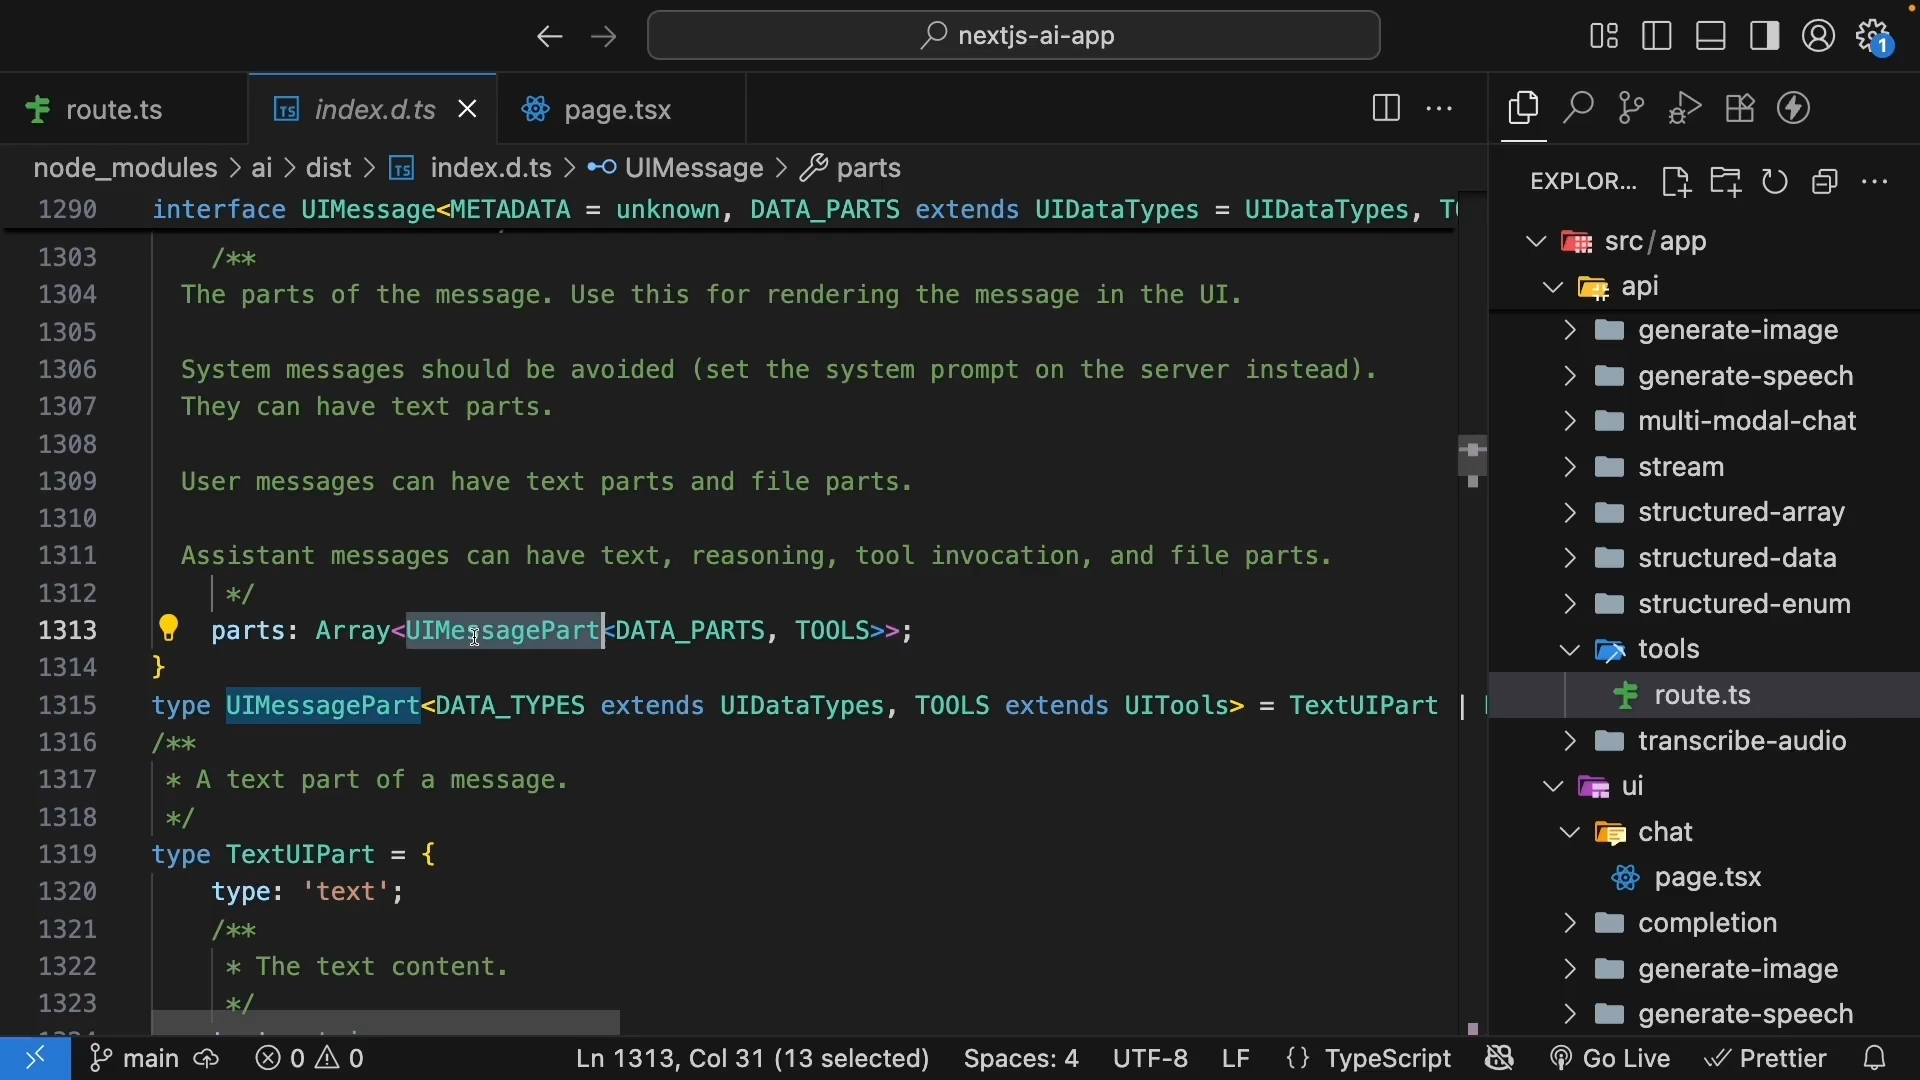 nextjs-ai-app
1
route.ts
index.d.ts
page.tsx
node_modules > ai > dist > TS index.d.ts > UIMessage > parts
1290 interface UIMessage<METADATA = unknown, DATA_PARTS extends UIDataTypes = UIDataTypes,
1303 /**
1304 The parts of the message. Use this for rendering the message in the UI.
1305
1306 System messages should be avoided (set the system prompt on the server instead).
1307 They can have text parts.
1308
1309 User messages can have text parts and file parts.
1310
1311 Assistant messages can have text, reasoning, tool invocation, and file parts.
1312 */
1313 parts: Array<UIMessagePart<DATA_PARTS, TOOLS>>;
1314 }
1315 type UIMessagePart<DATA_TYPES extends UIDataTypes, TOOLS extends UITools> = TextUIPart |
1316 /**
1317 * A text part of a message.
1318 */
1319 type TextUIPart = {
1320 type: 'text';
1321 /**
1322 * The text content.
1323 */
EXPLOR...
src/app
api
generate-image
generate-speech
multi-modal-chat
stream
structured-array
structured-data
structured-enum
tools
route.ts
transcribe-audio
ui
chat
page.tsx
completion
generate-image
generate-speech
main
0 0
Ln 1313, Col 31 (13 selected)
Spaces: 4
UTF-8
LF
{} TypeScript
Go Live
Prettier